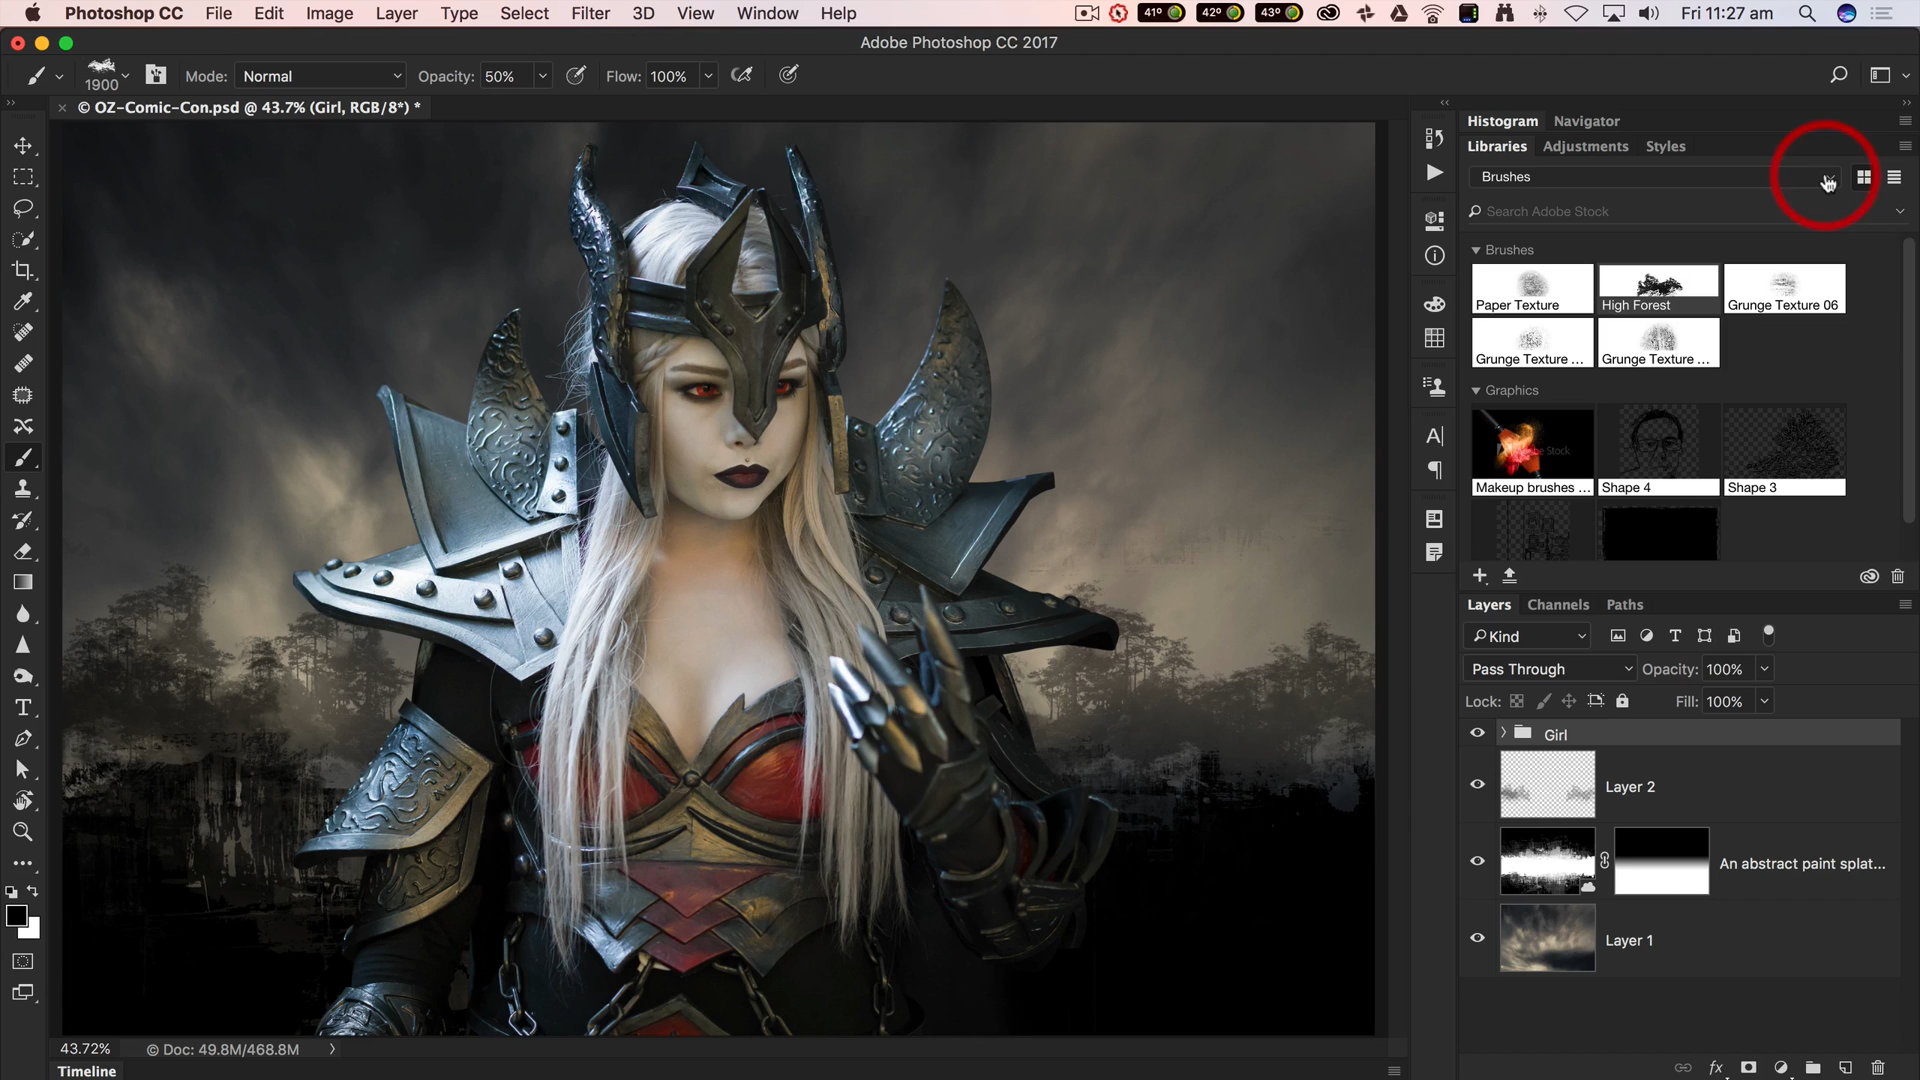 Photoshop CC File Edit Image Layer Type Select Filter 3D View Window Help 41° 42° 43° Fri 11:27 am
Adobe Photoshop CC 2017
1900 Mode: Normal Opacity: 50% Flow: 100%
© OZ-Comic-Con.psd @ 43.7% (Girl, RGB/8*) *
Histogram Navigator
Libraries Adjustments Styles
Brushes
Search Adobe Stock
Brushes
Paper Texture High Forest Grunge Texture 06
Grunge Texture ... Grunge Texture ...
Graphics
Makeup brushes ... Shape 4 Shape 3
Layers Channels Paths
Kind
Pass Through Opacity: 100%
Lock: Fill: 100%
Girl
Layer 2
An abstract paint splat...
Layer 1
43.72% © Doc: 49.8M/468.8M
Timeline